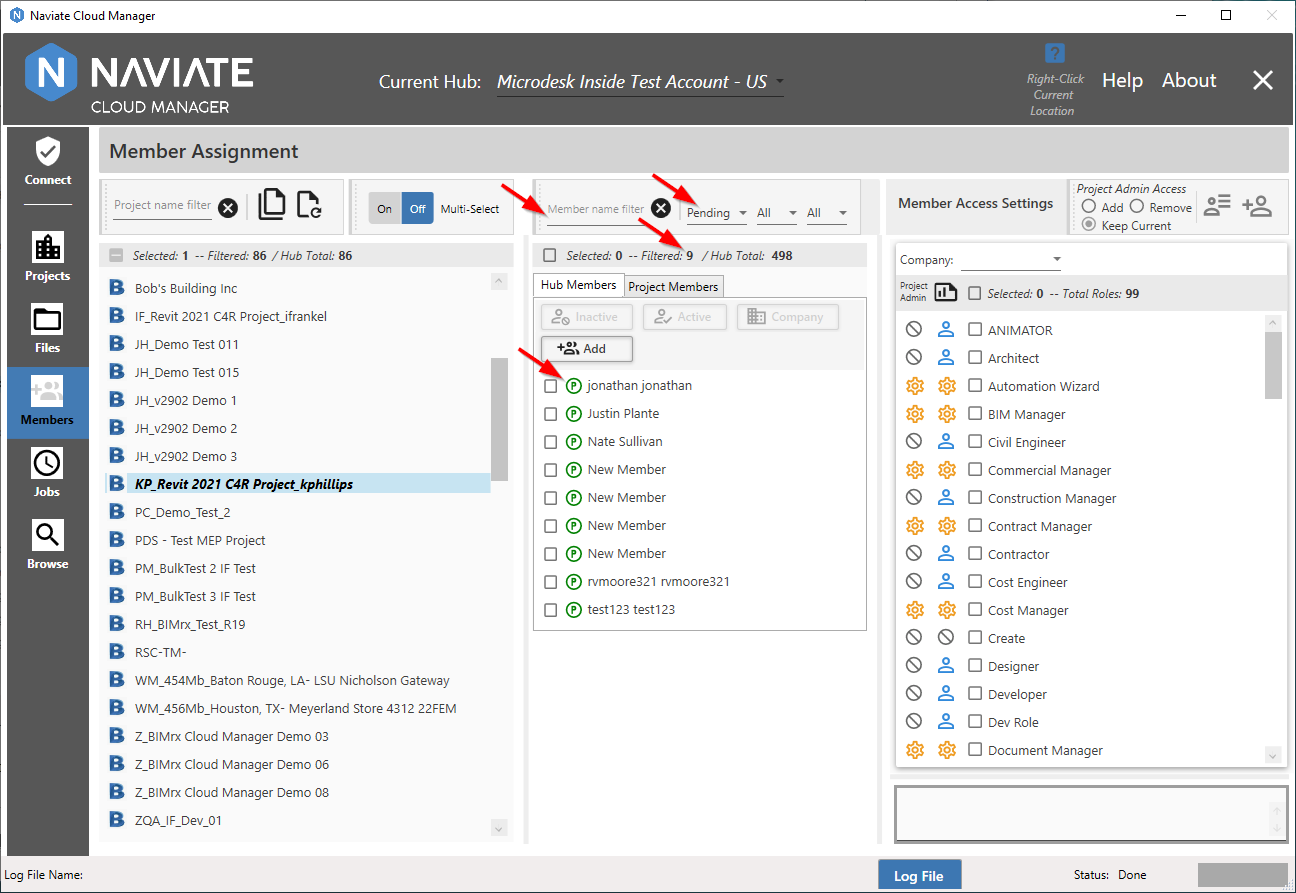 Naviate Cloud Manager
NAVIATE
CLOUD MANAGER
Current Hub: Microdesk Inside Test Account - US
?
Right-Click
Current
Location
Help About
Connect
Projects
Files
Members
Jobs
Browse
Member Assignment
Project name filter
On Off Multi-Select
Member name filter
Pending All All
Member Access Settings
Project Admin Access
Add Remove
Keep Current
Selected: 1 -- Filtered: 86 / Hub Total: 86
Bob's Building Inc
IF_Revit 2021 C4R Project_ifrankel
JH_Demo Test 011
JH_Demo Test 015
JH_v2902 Demo 1
JH_v2902 Demo 2
JH_v2902 Demo 3
KP_Revit 2021 C4R Project_kphillips
PC_Demo_Test_2
PDS - Test MEP Project
PM_BulkTest 2 IF Test
PM_BulkTest 3 IF Test
RH_BIMrx_Test_R19
RSC-TM-
WM_454Mb_Baton Rouge, LA- LSU Nicholson Gateway
WM_456Mb_Houston, TX- Meyerland Store 4312 22FEM
Z_BIMrx Cloud Manager Demo 03
Z_BIMrx Cloud Manager Demo 06
Z_BIMrx Cloud Manager Demo 08
ZQA_IF_Dev_01
Selected: 0 -- Filtered: 9 / Hub Total: 498
Hub Members Project Members
Inactive Active Company
Add
P jonathan jonathan
P Justin Plante
P Nate Sullivan
P New Member
P New Member
P New Member
P New Member
P rvmoore321 rvmoore321
P test123 test123
Company:
Project
Admin
Selected: 0 -- Total Roles: 99
ANIMATOR
Architect
Automation Wizard
BIM Manager
Civil Engineer
Commercial Manager
Construction Manager
Contract Manager
Contractor
Cost Engineer
Cost Manager
Create
Designer
Developer
Dev Role
Document Manager
Log File Name:
Log File
Status: Done